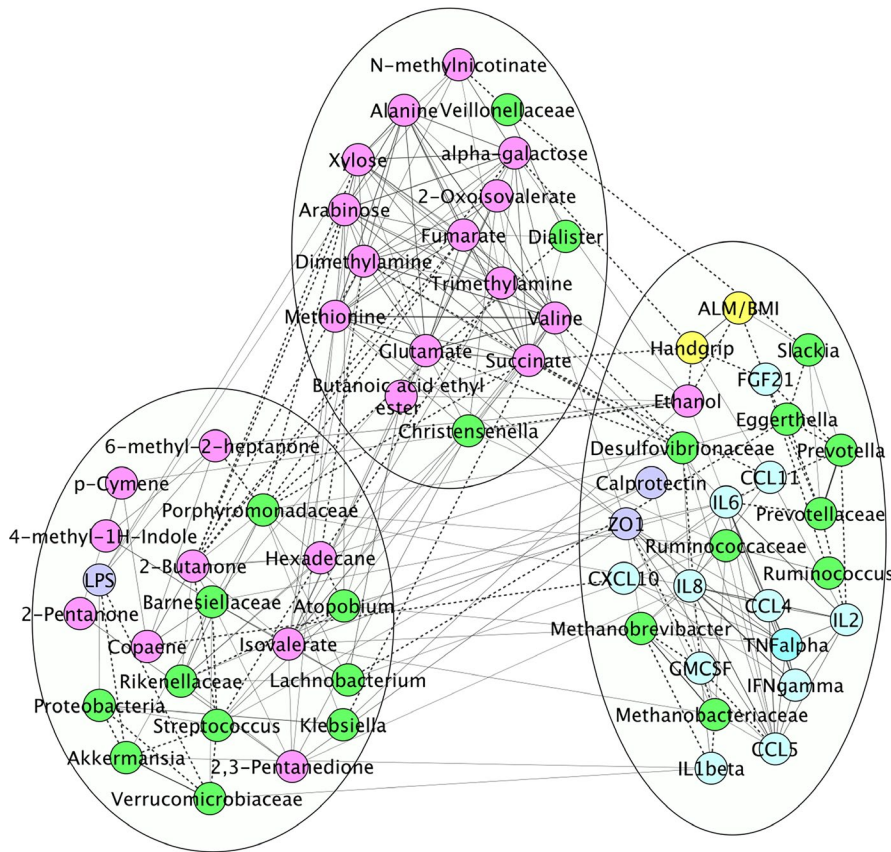 N-methylnicotinate
Alanine
Veillonellaceae
Xylose
alpha-galactose
Arabinose
2-Oxoisovalerate
Fumarate
Dialister
Dimethylamine
Trimethylamine
Methionine
Valine
Glutamate
Succinate
Butanoic acid ethyl
ester
Christensenella
6-methyl-2-heptanone
p-Cymene
Porphyromonadaceae
4-methyl-1H-Indole
2-Butanone
Hexadecane
LPS
Barnesiellaceae
Atopobium
2-Pentanone
Copaene
Isovalerate
Rikenellaceae
Lachnobacterium
Proteobacteria
Streptococcus
Klebsiella
Akkermansia
2,3-Pentanedione
Verrucomicrobiaceae
ALM/BMI
Handgrip
Slackia
FGF21
Ethanol
Eggerthella
Desulfovibrionaceae
Prevotella
Calprotectin
CCL11
IL6
ZO1
Prevotellaceae
Ruminococcaceae
Ruminococcus
CXCL10
IL8
CCL4
IL2
Methanobrevibacter
TNFalpha
GMCSF
IFNgamma
Methanobacteriaceae
CCL5
IL1beta